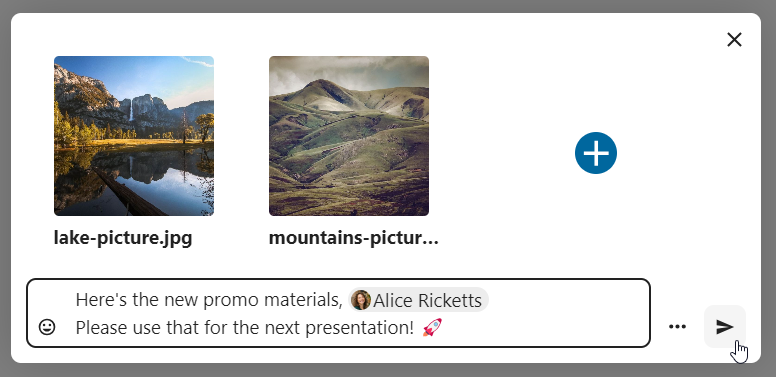 lake-picture.jpg
mountains-pictur...
Here's the new promo materials, Alice Ricketts
Please use that for the next presentation! 🚀